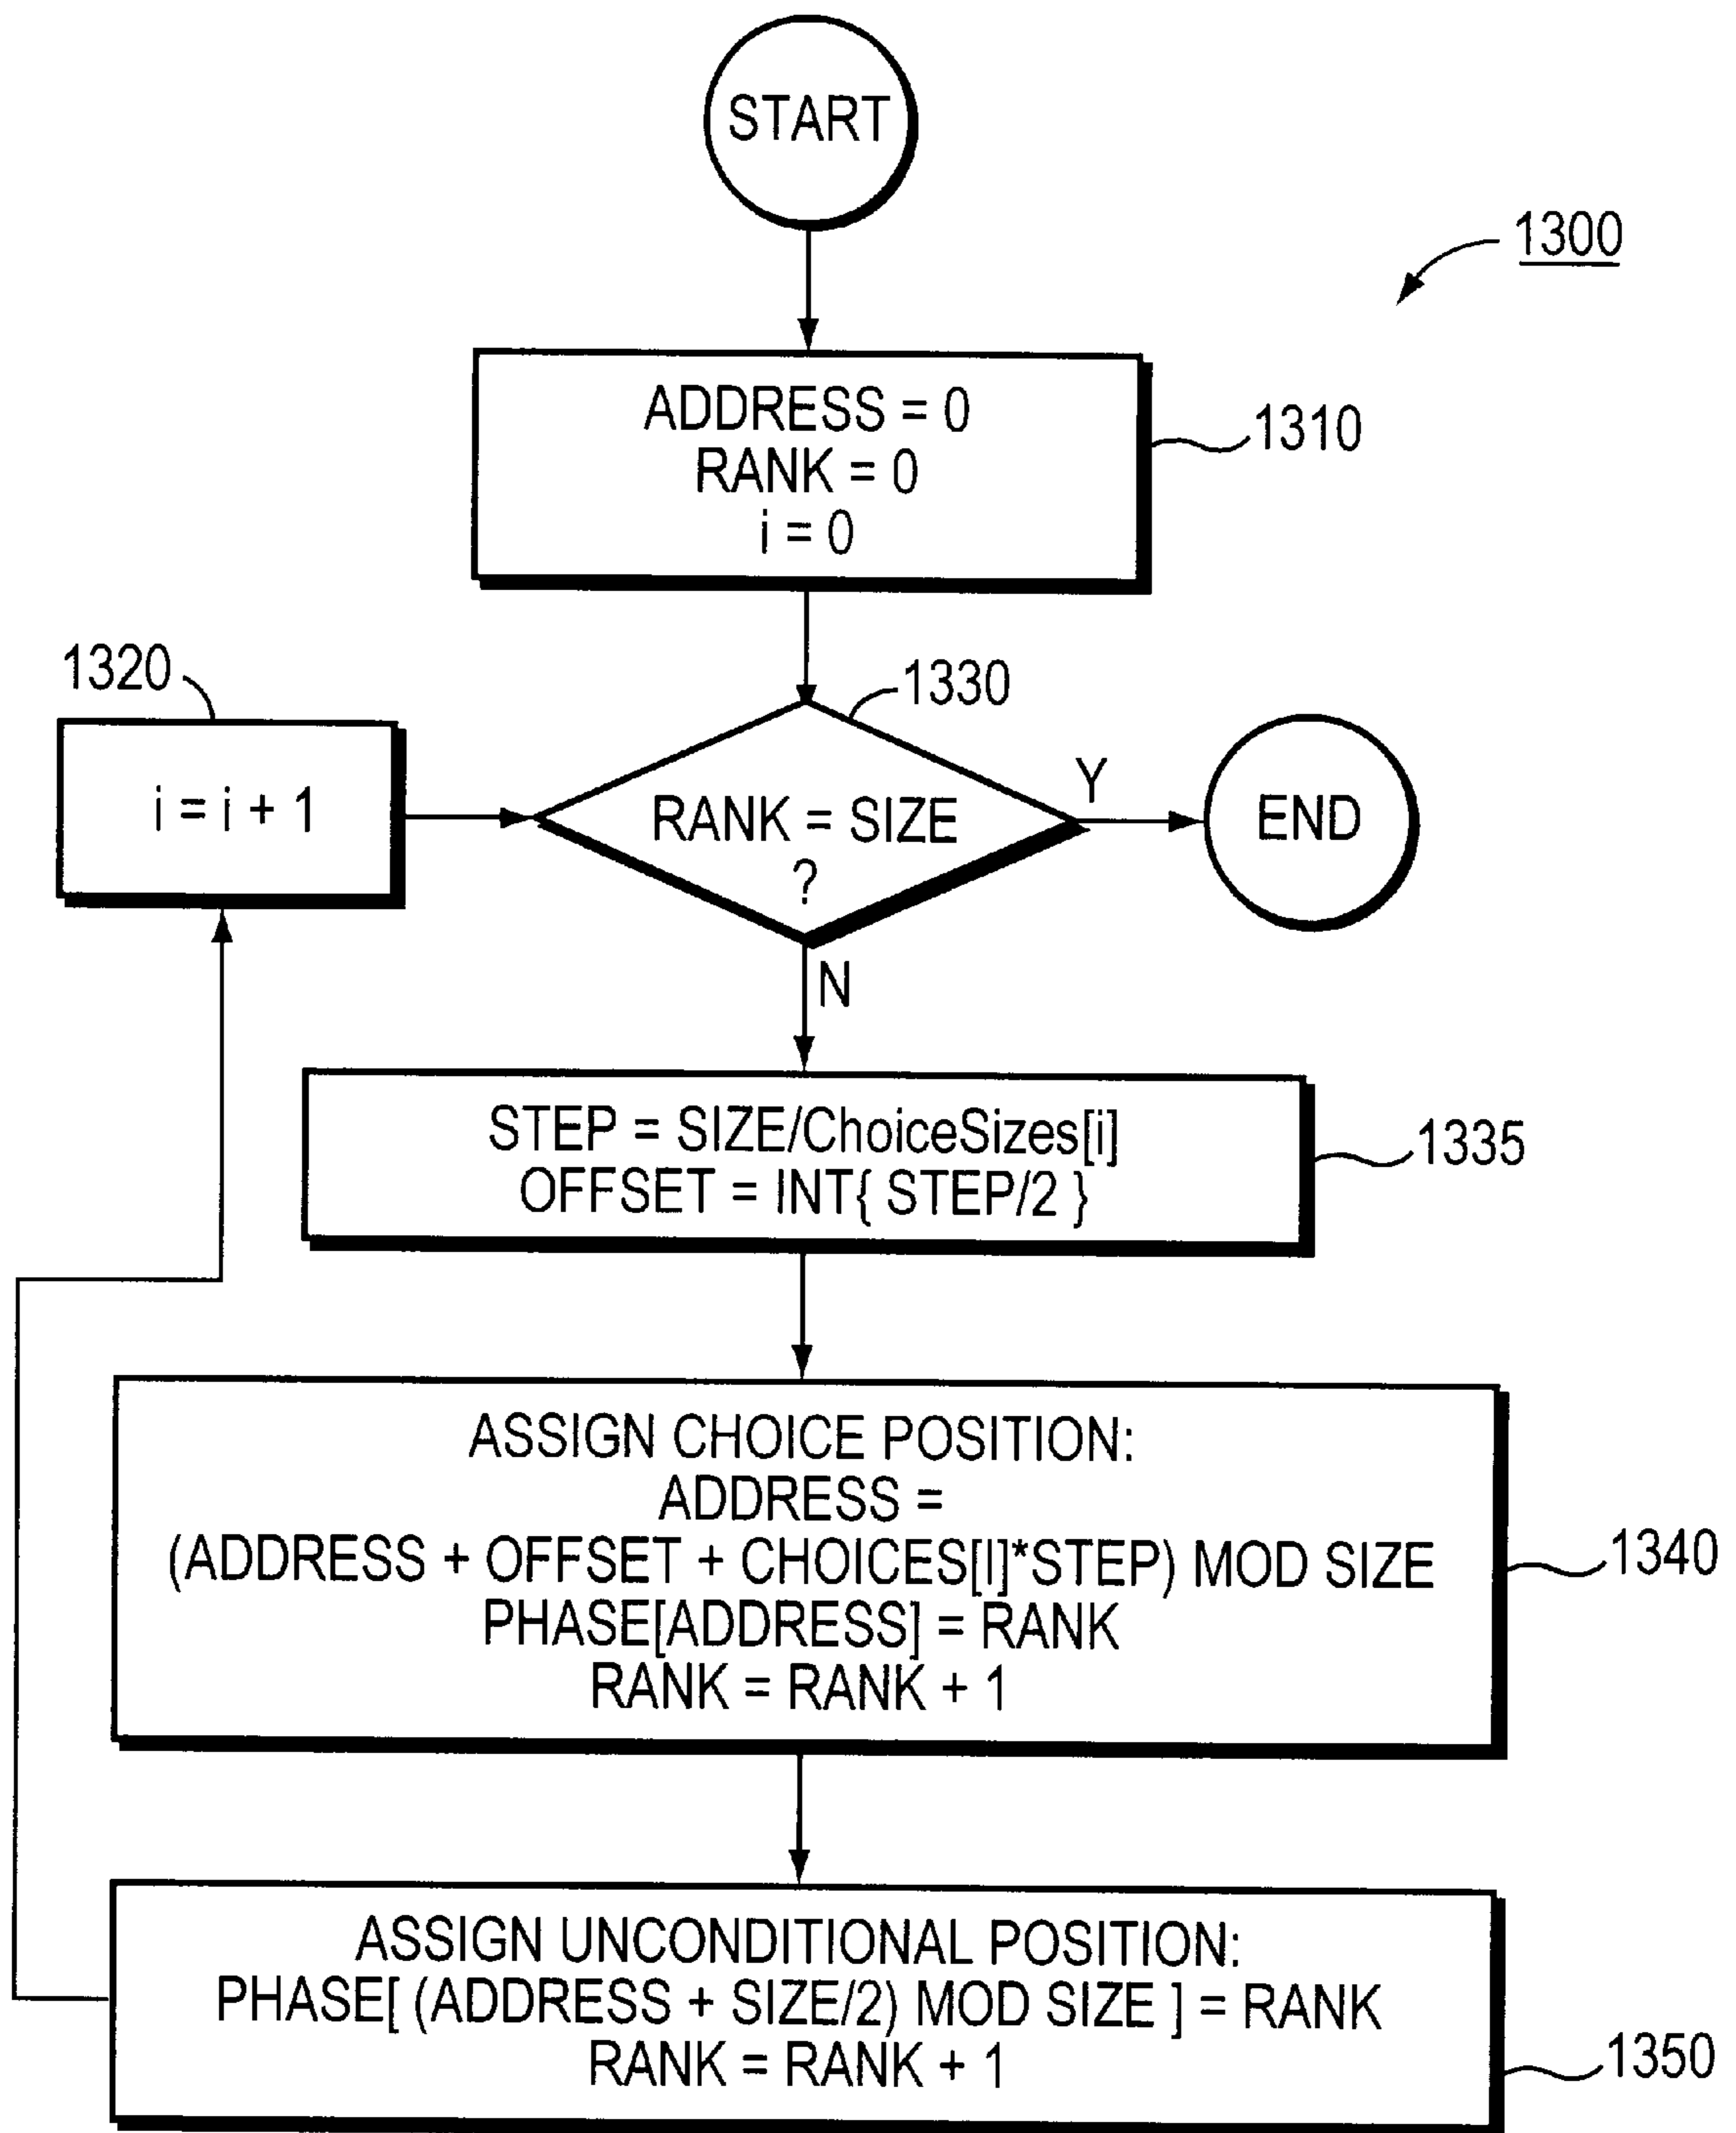 START
1300
ADDRESS = 0
RANK = 0
i = 0
1310
1320
i = i + 1
1330
RANK = SIZE
?
Y
END
N
STEP = SIZE/ChoiceSizes[i]
OFFSET = INT{ STEP/2 }
1335
ASSIGN CHOICE POSITION:
ADDRESS =
(ADDRESS + OFFSET + CHOICES[I]*STEP) MOD SIZE
PHASE[ADDRESS] = RANK
RANK = RANK + 1
1340
ASSIGN UNCONDITIONAL POSITION:
PHASE[ (ADDRESS + SIZE/2) MOD SIZE ] = RANK
RANK = RANK + 1
1350